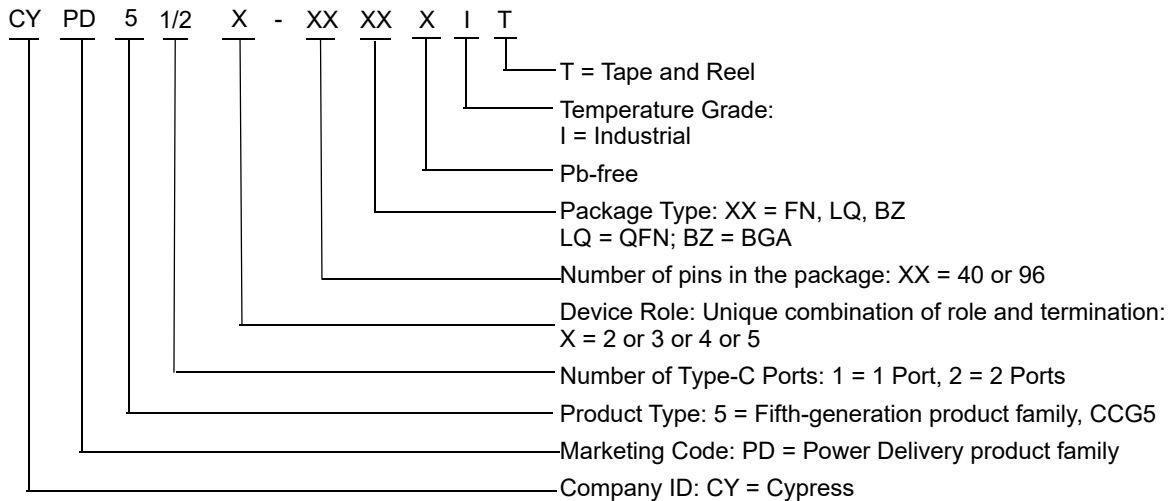 CY PD 5 1/2 X - XX XX X I T
T = Tape and Reel
Temperature Grade:
I = Industrial
Pb-free
Package Type: XX = FN, LQ, BZ
LQ = QFN; BZ = BGA
Number of pins in the package: XX = 40 or 96
Device Role: Unique combination of role and termination:
X = 2 or 3 or 4 or 5
Number of Type-C Ports: 1 = 1 Port, 2 = 2 Ports
Product Type: 5 = Fifth-generation product family, CCG5
Marketing Code: PD = Power Delivery product family
Company ID: CY = Cypress